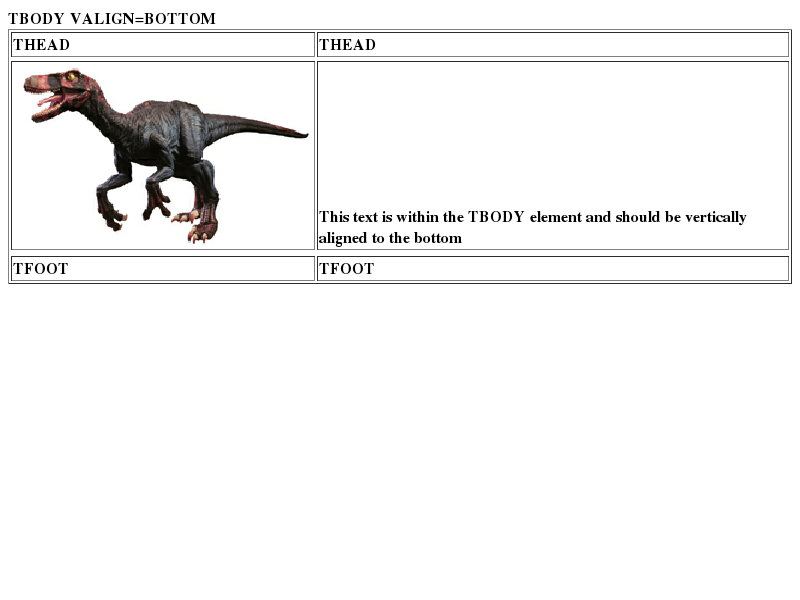 TBODY VALIGN=BOTTOM
THEAD THEAD
This text is within the TBODY element and should be vertically
aligned to the bottom
TFOOT TFOOT